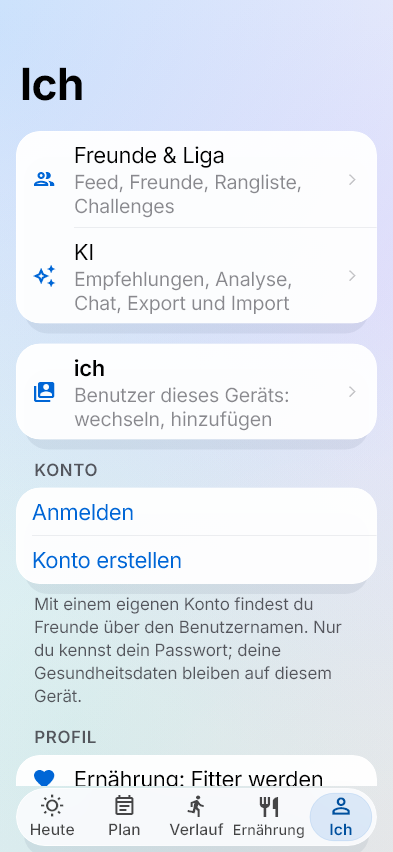 Ich
Freunde & Liga
Feed, Freunde, Rangliste,
Challenges
KI
Empfehlungen, Analyse,
Chat, Export und Import
ich
Benutzer dieses Geräts:
wechseln, hinzufügen
KONTO
Anmelden
Konto erstellen
Mit einem eigenen Konto findest du
Freunde über den Benutzernamen. Nur
du kennst dein Passwort; deine
Gesundheitsdaten bleiben auf diesem
Gerät.
PROFIL
Ernährung: Fitter werden
Heute
Plan
Verlauf
Ernährung
Ich